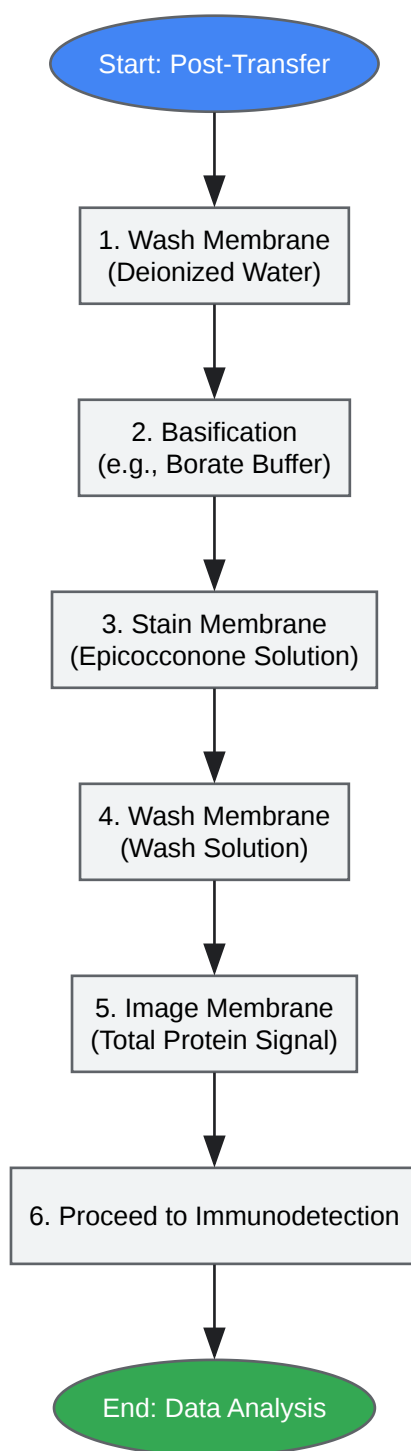 Start: Post-Transfer
1. Wash Membrane
(Deionized Water)
2. Basification
(e.g., Borate Buffer)
3. Stain Membrane
(Epicocconone Solution)
4. Wash Membrane
(Wash Solution)
5. Image Membrane
(Total Protein Signal)
6. Proceed to Immunodetection
End: Data Analysis